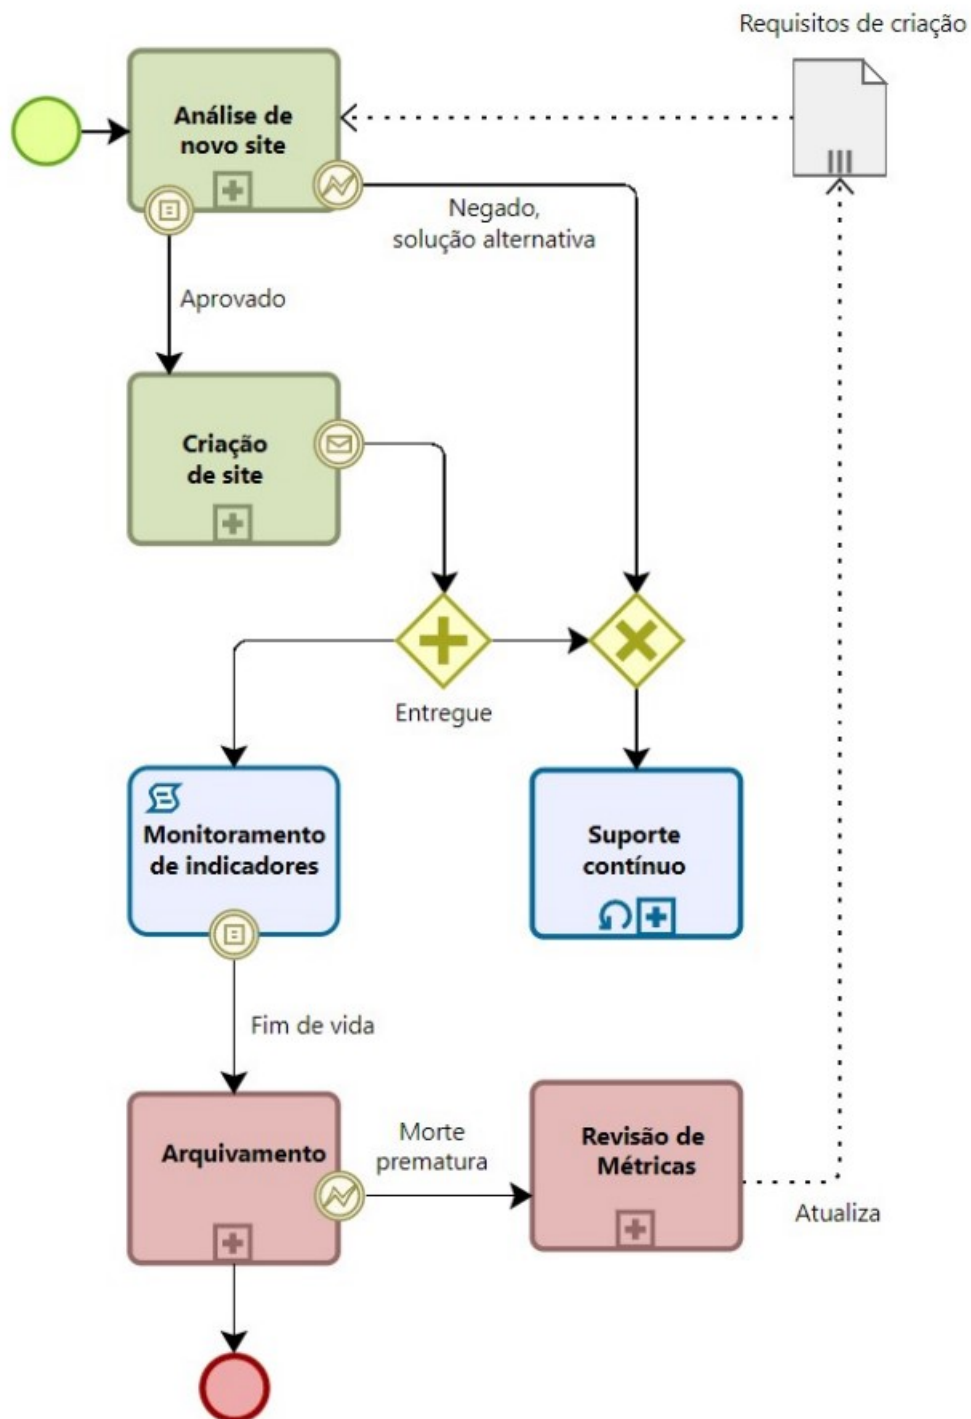 Requisitos de criação
Análise de
novo site
Negado,
solução alternativa
Aprovado
Criação
de site
Entregue
Monitoramento
de indicadores
Suporte
contínuo
Fim de vida
Arquivamento
Morte
prematura
Revisão de
Métricas
Atualiza